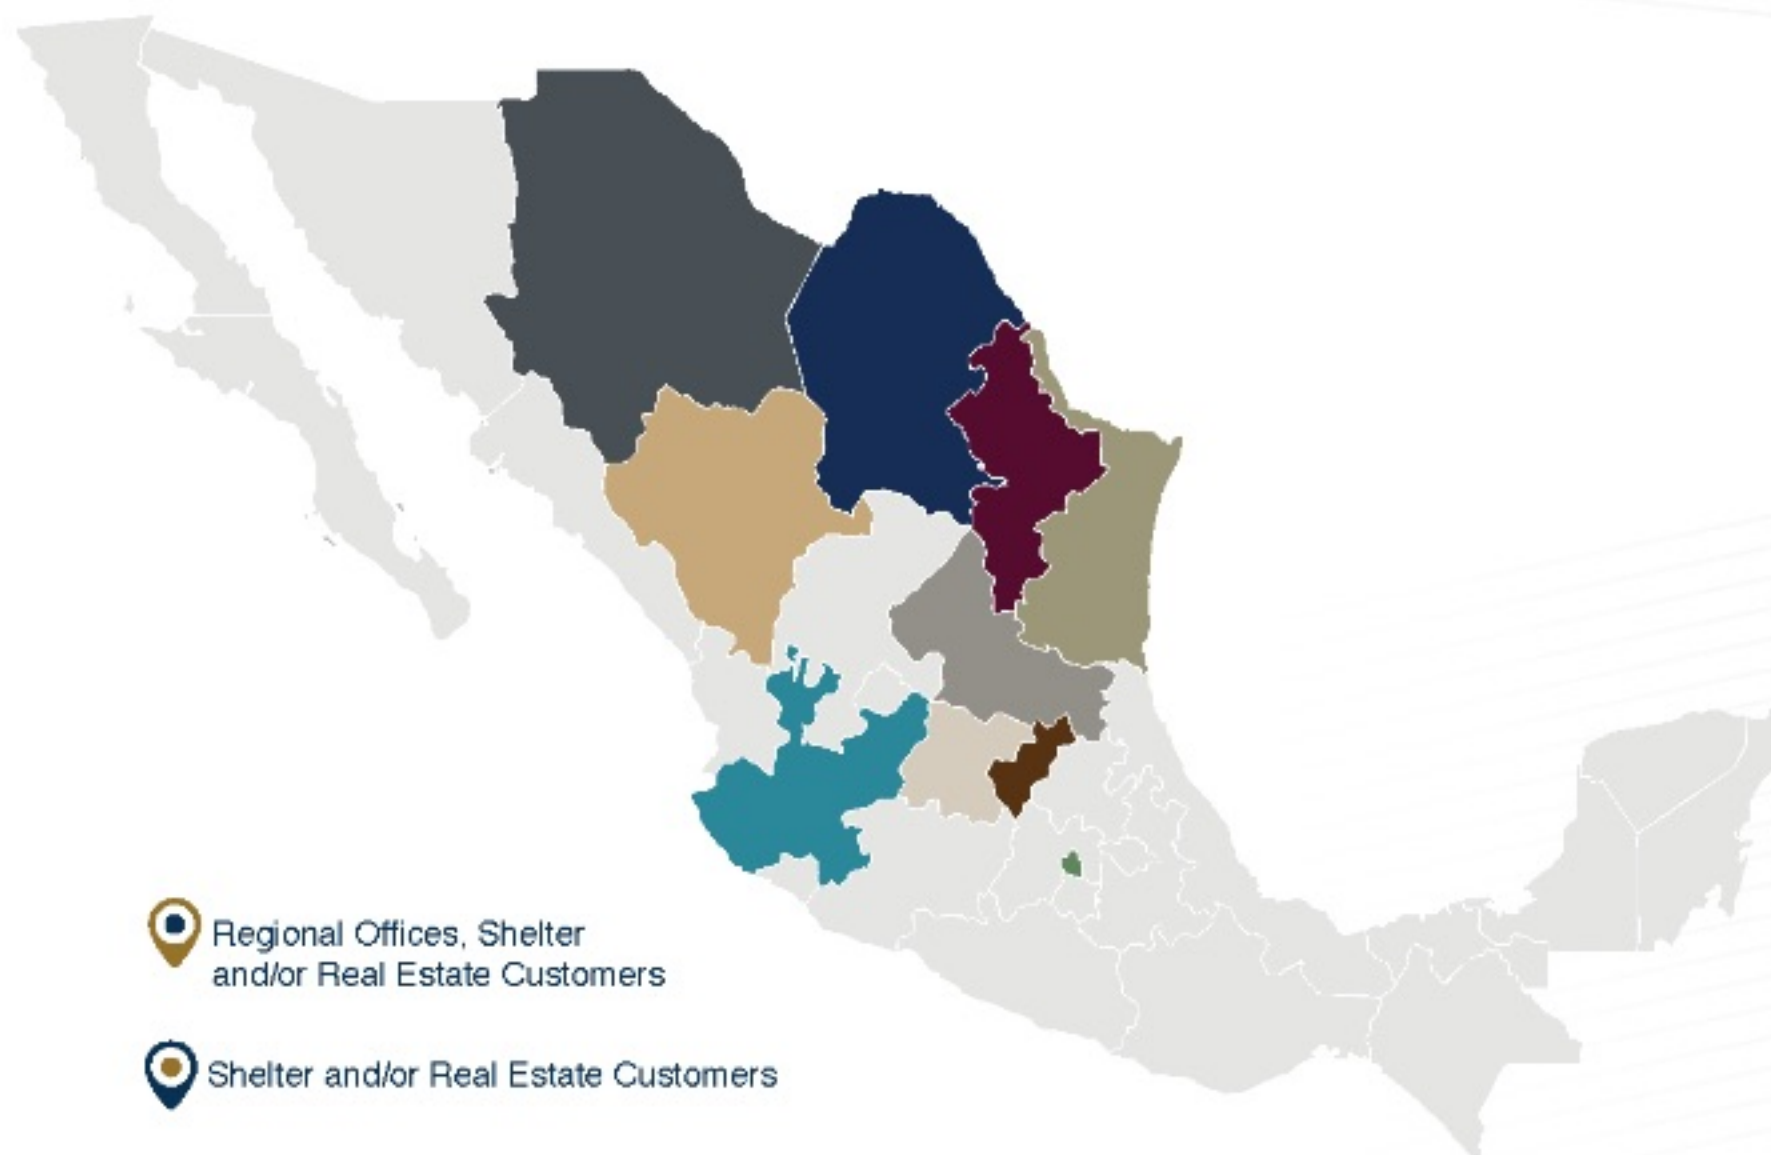 Regional Offices, Shelter
and/or Real Estate Customers
Shelter and/or Real Estate Customers